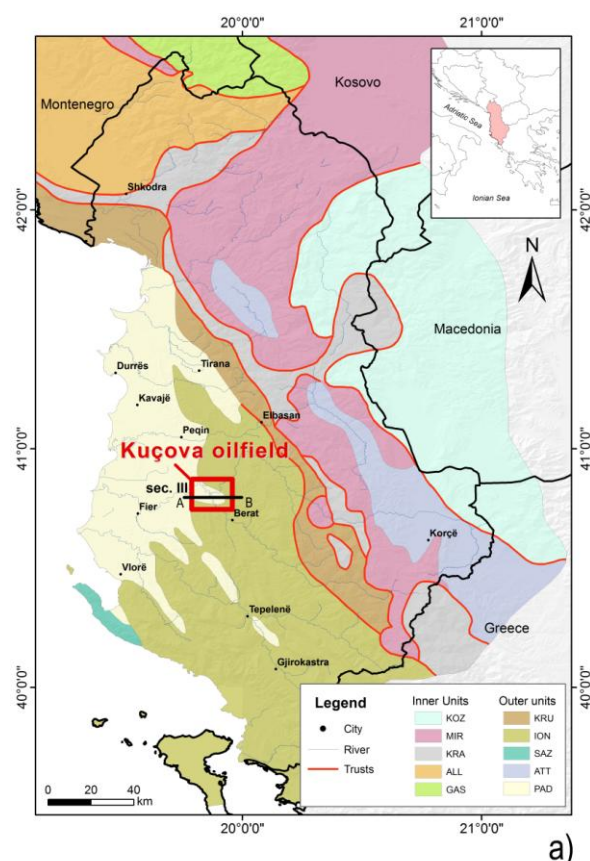 20°0'0" 21°0'0"
Kosovo
Montenegro
Adriatic Sea
Ionian Sea
Shkodra
42°0'0" 42°0'0"
N
Macedonia
Durrës
Tirana
Kavajë
Elbasan
Peqin
41°0'0" 41°0'0"
Kuçova oilfield
sec. III
A B
Fier
Berat
Korçë
Vlorë
Tepelenë
Greece
Gjirokastra
40°0'0" 40°0'0"
Legend Inner Units Outer units
City KOZ KRU
River MIR ION
Trusts KRA SAZ
ALL ATT
GAS PAD
0 20 40
km
20°0'0" 21°0'0"
a)